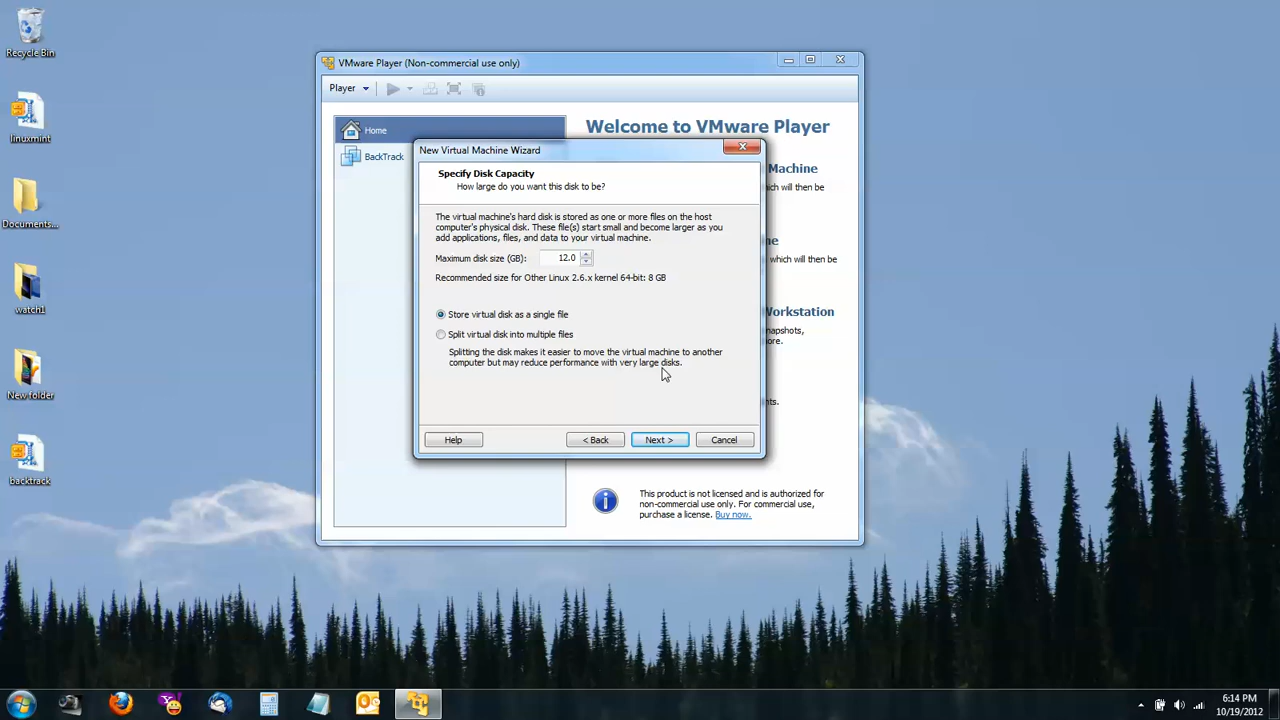 Recycle Bin
linuxmint
Documents...
watch1
New folder
backtrack
VMware Player (Non-commercial use only)
Player
Home
BackTrack
Welcome to VMware Player
Machine
ich will then be
ne
hich will then be
Workstation
napshots,
ore.
nts.
New Virtual Machine Wizard
Specify Disk Capacity
How large do you want this disk to be?
The virtual machine's hard disk is stored as one or more files on the host
computer's physical disk. These file(s) start small and become larger as you
add applications, files, and data to your virtual machine.
Maximum disk size (GB): 12.0
Recommended size for Other Linux 2.6.x kernel 64-bit: 8 GB
Store virtual disk as a single file
Split virtual disk into multiple files
Splitting the disk makes it easier to move the virtual machine to another
computer but may reduce performance with very large disks.
Help < Back Next > Cancel
This product is not licensed and is authorized for
non-commercial use only. For commercial use,
purchase a license. Buy now.
6:14 PM
10/19/2012